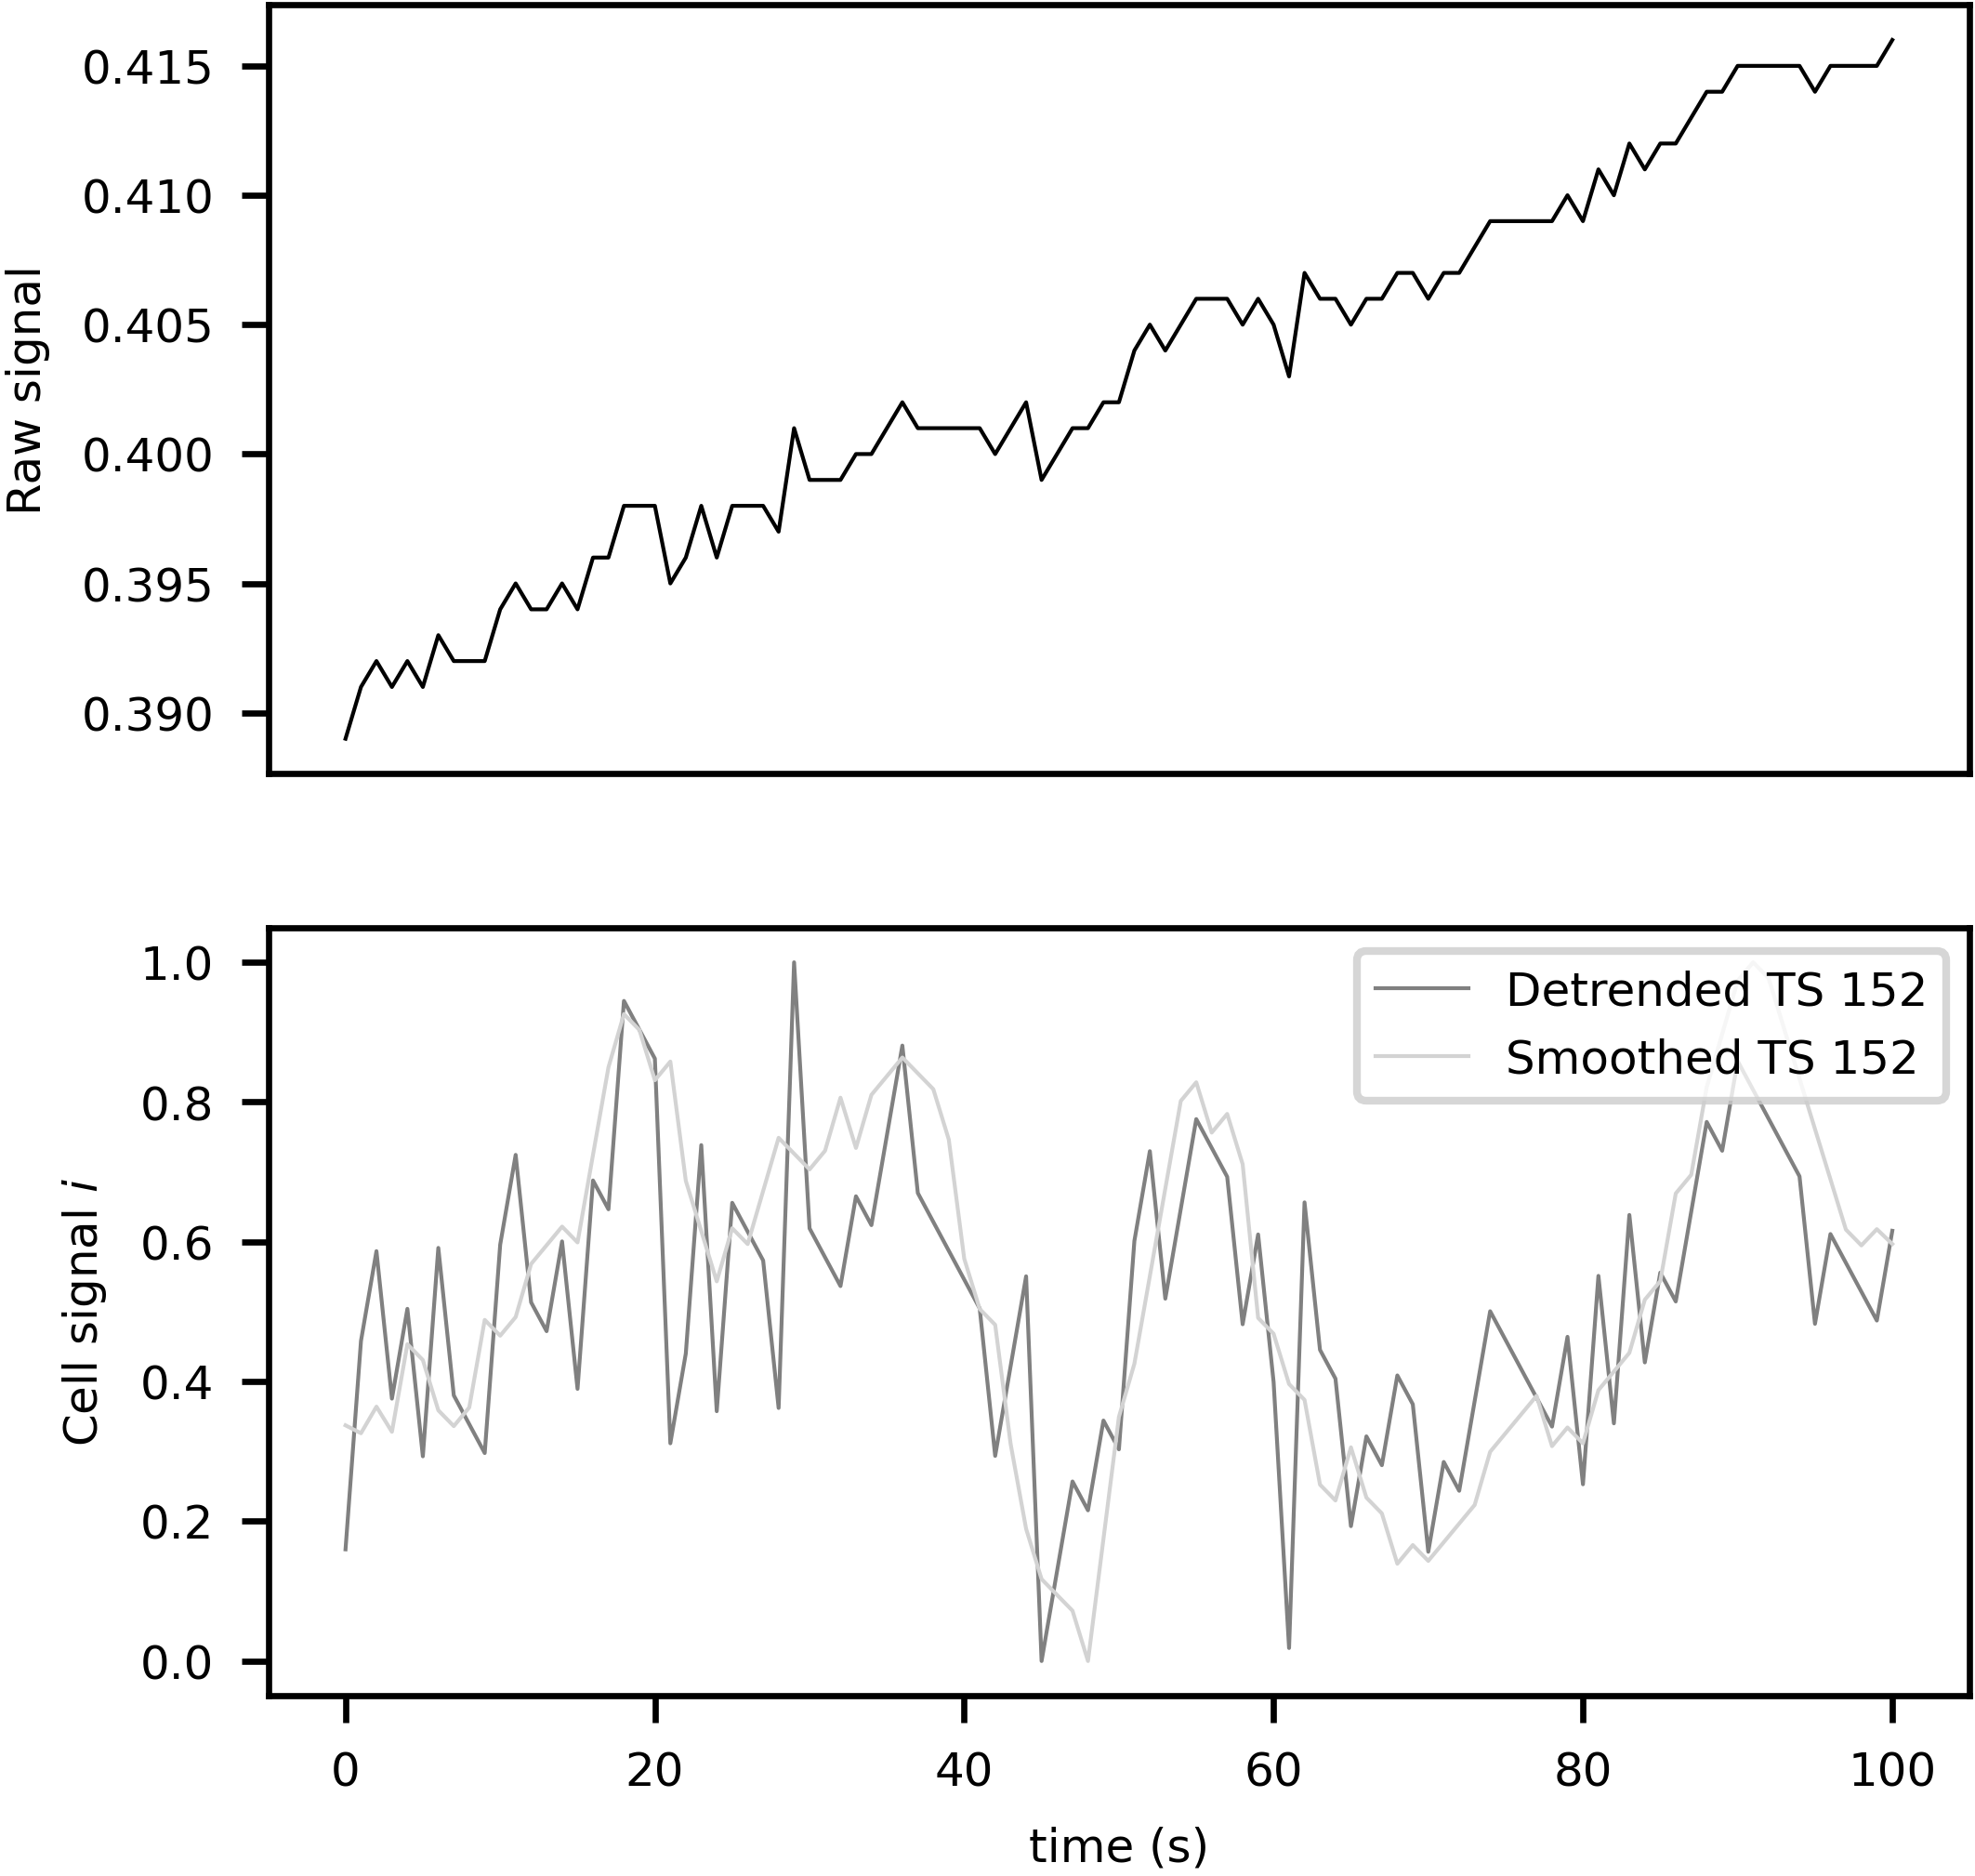 Raw signal
0.415
0.410
0.405
0.400
0.395
0.390
Cell signal i
1.0
0.8
0.6
0.4
0.2
0.0
Detrended TS 152
Smoothed TS 152
0 20 40 60 80 100
time (s)